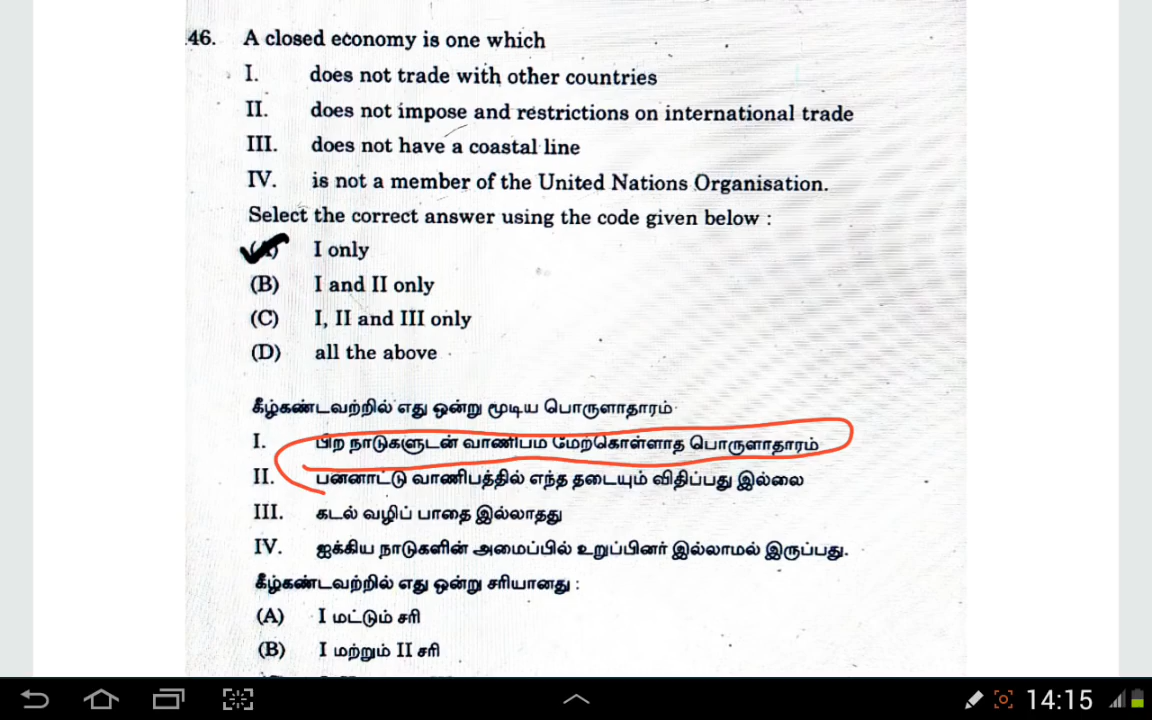 46. A closed economy is one which
I. does not trade with other countries
II. does not impose and restrictions on international trade
III. does not have a coastal line
IV. is not a member of the United Nations Organisation.
Select the correct answer using the code given below :
I only
(B) I and II only
(C) I, II and III only
(D) all the above
கீழ்கண்டவற்றில் எது ஒன்று மூடிய பொருளாதாரம்
I. பிற நாடுகளுடன் வாணிபம் மேற்கொள்ளாத பொருளாதாரம்
II. பன்னாட்டு வாணிபத்தில் எந்த தடையும் விதிப்பது இல்லை
III. கடல் வழிப் பாதை இல்லாதது
IV. ஐக்கிய நாடுகளின் அமைப்பில் உறுப்பினர் இல்லாமல் இருப்பது.
கீழ்கண்டவற்றில் எது ஒன்று சரியானது :
(A) I மட்டும் சரி
(B) I மற்றும் II சரி
14:15